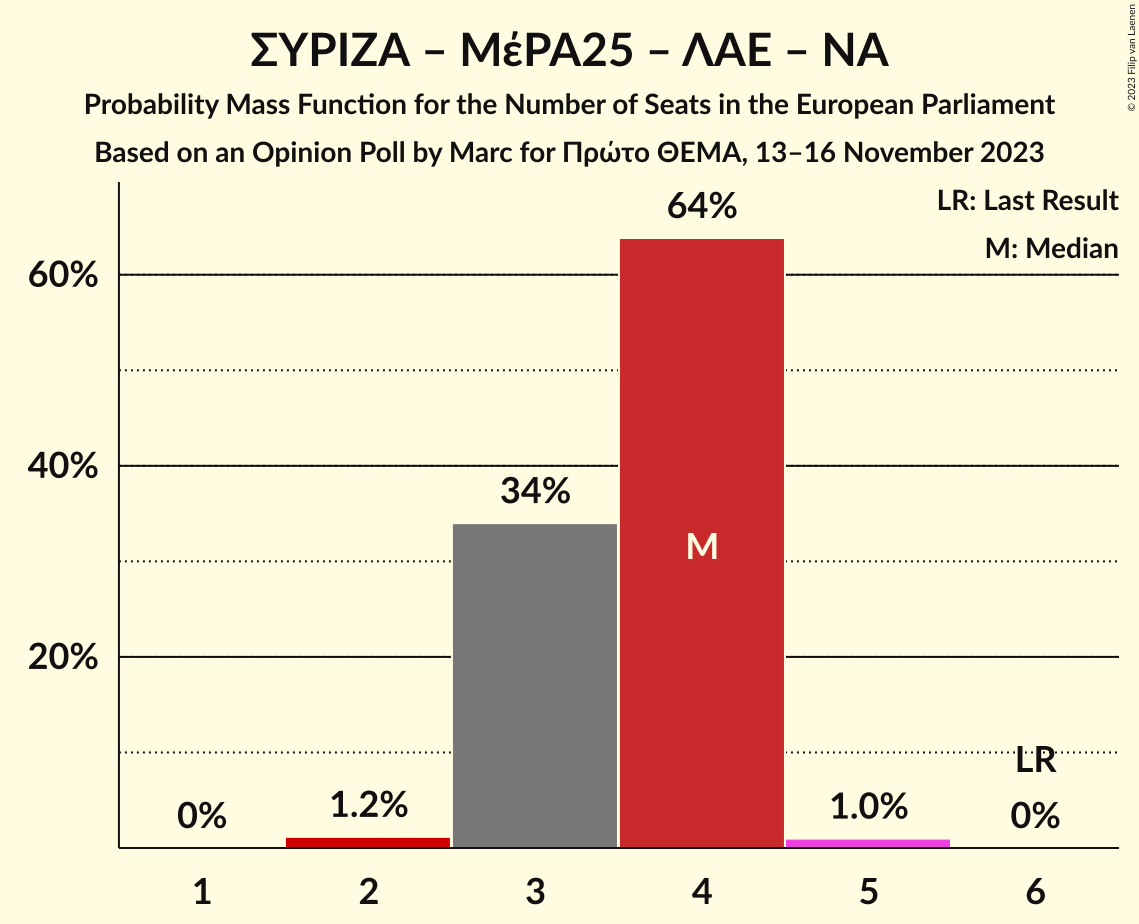 ΣΥΡΙΖΑ – ΜέΡΑ25 – ΛΑΕ – ΝΑ
Probability Mass Function for the Number of Seats in the European Parliament
Based on an Opinion Poll by Marc for Πρώτο ΘΕΜΑ, 13–16 November 2023
© 2023 Filip van Laenen
LR: Last Result
M: Median
60%
40%
20%
0%
1.2%
34%
64%
M
1.0%
LR
0%
1 2 3 4 5 6